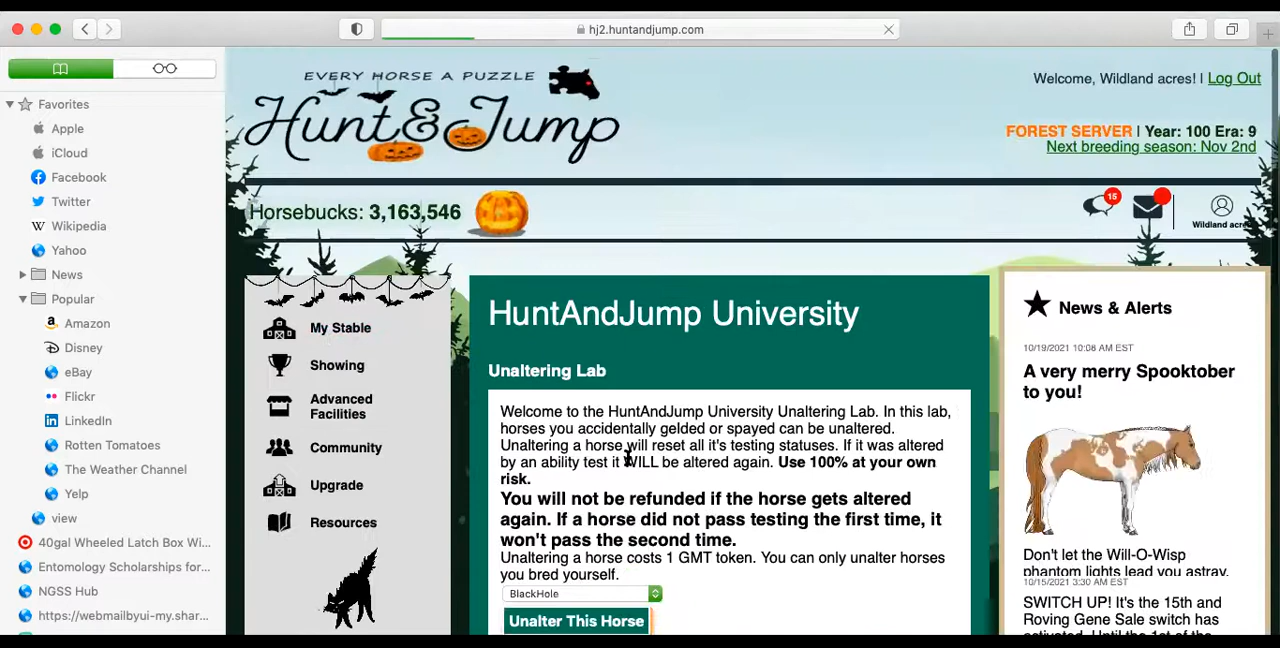 hj2.huntandjump.com
Favorites
Apple
iCloud
Facebook
Twitter
Wikipedia
Yahoo
News
Popular
Amazon
Disney
eBay
Flickr
LinkedIn
Rotten Tomatoes
The Weather Channel
Yelp
view
40gal Wheeled Latch Box Wi...
Entomology Scholarships for...
NGSS Hub
https://webmailbyui-my.shar...
EVERY HORSE A PUZZLE
Hunt&Jump
Welcome, Wildland acres! | Log Out
FOREST SERVER | Year: 100 Era: 9
Next breeding season: Nov 2nd
Horsebucks: 3,163,546
15
Wildland acres
My Stable
Showing
Advanced
Facilities
Community
Upgrade
Resources
HuntAndJump University
Unaltering Lab
Welcome to the HuntAndJump University Unaltering Lab. In this lab,
horses you accidentally gelded or spayed can be unaltered.
Unaltering a horse will reset all it's testing statuses. If it was altered
by an ability test it WILL be altered again. Use 100% at your own
risk.
You will not be refunded if the horse gets altered
again. If a horse did not pass testing the first time, it
won't pass the second time.
Unaltering a horse costs 1 GMT token. You can only unalter horses
you bred yourself.
BlackHole
Unalter This Horse
News & Alerts
10/19/2021 10:08 AM EST
A very merry Spooktober
to you!
Don't let the Will-O-Wisp
phantom lights lead you astray.
10/15/2021 3:30 AM EST
SWITCH UP! It's the 15th and
Roving Gene Sale switch has
activated. Until the 1st of the